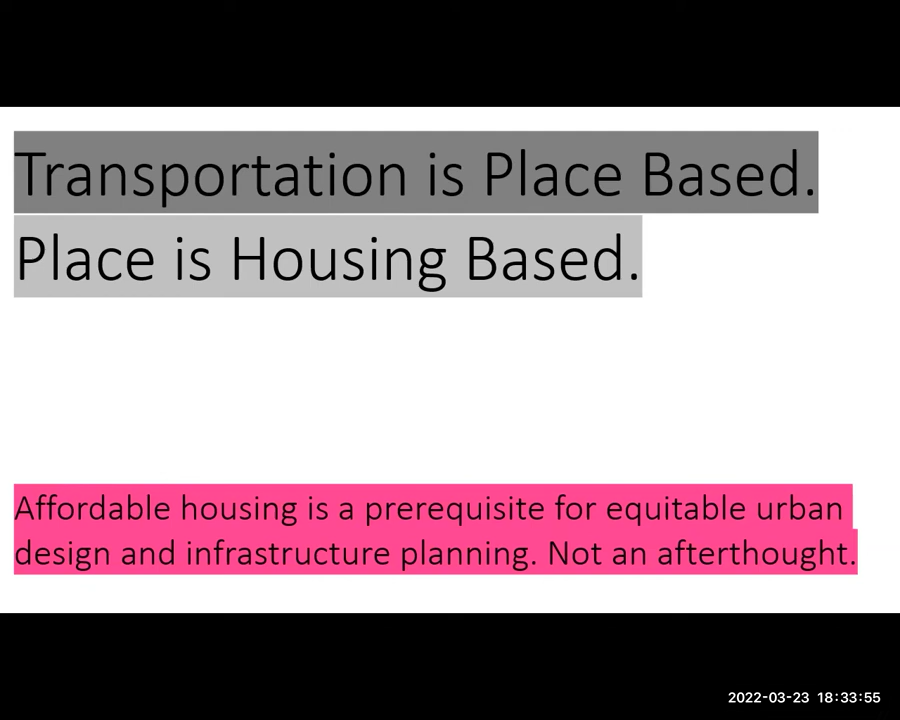 Transportation is Place Based.
Place is Housing Based.
Affordable housing is a prerequisite for equitable urban
design and infrastructure planning. Not an afterthought.
2022-03-23 18:33:55